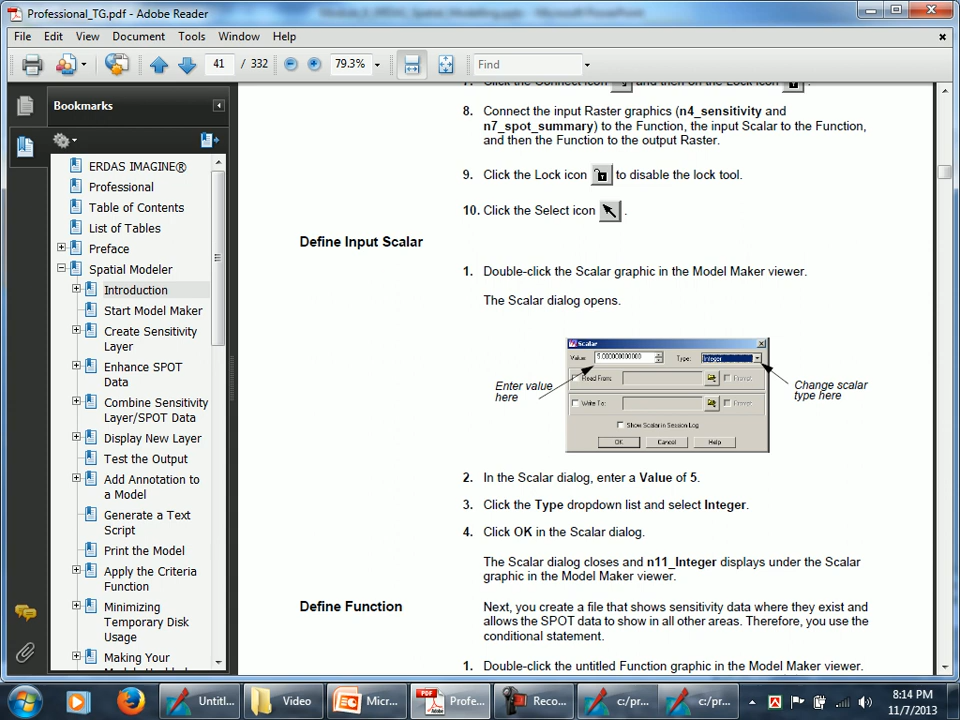 Professional_TG.pdf - Adobe Reader
File Edit View Document Tools Window Help
41 / 332 79.3% Find
Bookmarks
ERDAS IMAGINE®
Professional
Table of Contents
List of Tables
Preface
Spatial Modeler
Introduction
Start Model Maker
Create Sensitivity
Layer
Enhance SPOT
Data
Combine Sensitivity
Layer/SPOT Data
Display New Layer
Test the Output
Add Annotation to
a Model
Generate a Text
Script
Print the Model
Apply the Criteria
Function
Minimizing
Temporary Disk
Usage
Making Your
7. Click the Connect icon and then on the Lock icon .
8. Connect the input Raster graphics (n4_sensitivity and
n7_spot_summary) to the Function, the input Scalar to the Function,
and then the Function to the output Raster.
9. Click the Lock icon to disable the lock tool.
10. Click the Select icon .
Define Input Scalar
1. Double-click the Scalar graphic in the Model Maker viewer.
The Scalar dialog opens.
Scalar
Value Type: Integer
Read From:
Write To:
Show Scalar in Session Log
OK Cancel Help
Enter value
here
Change scalar
type here
2. In the Scalar dialog, enter a Value of 5.
3. Click the Type dropdown list and select Integer.
4. Click OK in the Scalar dialog.
The Scalar dialog closes and n11_Integer displays under the Scalar
graphic in the Model Maker viewer.
Define Function
Next, you create a file that shows sensitivity data where they exist and
allows the SPOT data to show in all other areas. Therefore, you use the
conditional statement.
1. Double-click the untitled Function graphic in the Model Maker viewer.
Untitl... Video Micr... Profe... Reco... c:/pr... c:/pr...
8:14 PM
11/7/2013